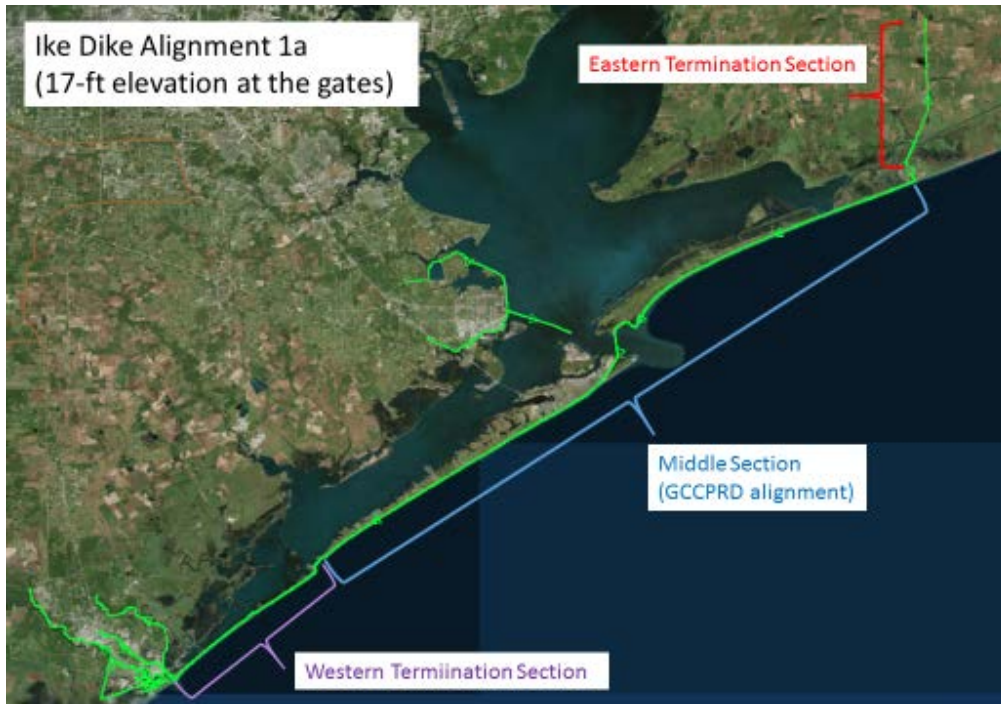 Ike Dike Alignment 1a
(17-ft elevation at the gates)
Eastern Termination Section
Middle Section
(GCCPRD alignment)
Western Termiination Section